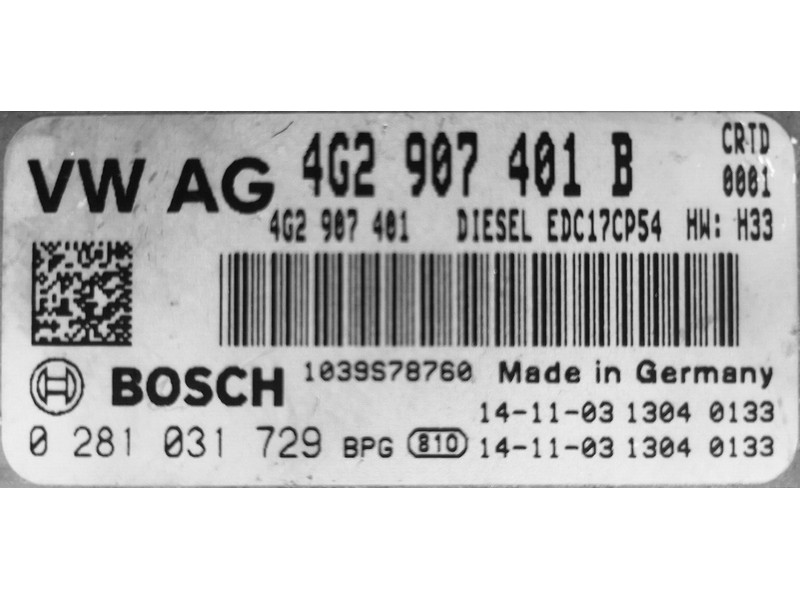 VW AG 4G2 907 401 B CRTD
0001
4G2 907 401 DIESEL EDC17CP54 HW: H33
BOSCH 1039S78760 Made in Germany
14-11-03 1304 0133
0 281 031 729 BPG 810 14-11-03 1304 0133